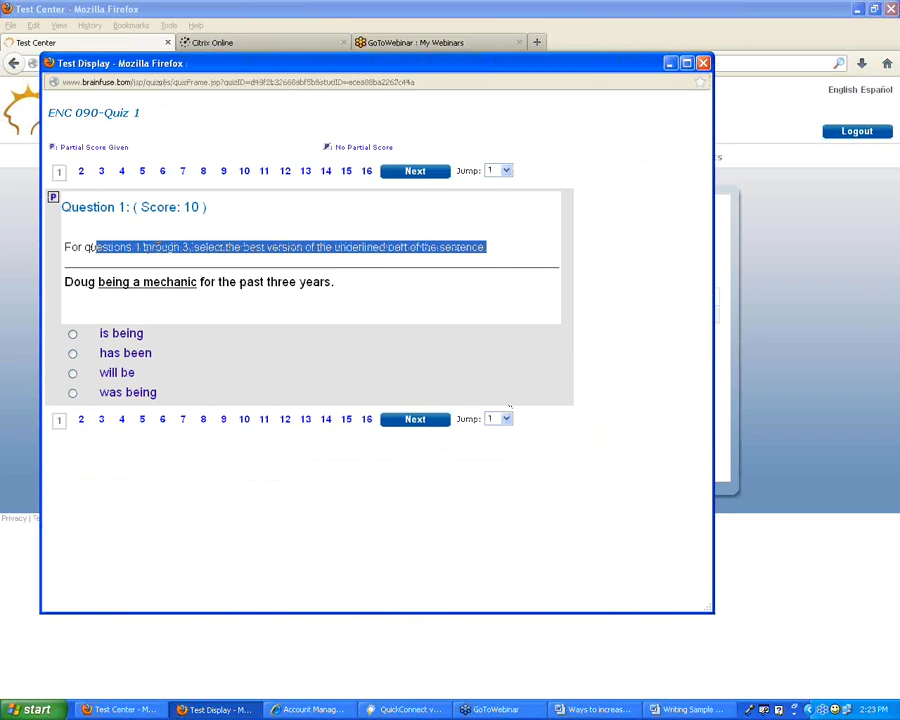 Test Center - Mozilla Firefox
File Edit View History Bookmarks Tools Help
Test Center Citrix Online GoToWebinar : My Webinars
English Español
Logout
Test Display - Mozilla Firefox
www.brainfuse.com
ENC 090-Quiz 1
P: Partial Score Given P: No Partial Score
1 2 3 4 5 6 7 8 9 10 11 12 13 14 15 16 Next Jump: 1
P
Question 1: ( Score: 10 )
For questions 1 through 3, select the best version of the underlined part of the sentence.
Doug being a mechanic for the past three years.
is being
has been
will be
was being
1 2 3 4 5 6 7 8 9 10 11 12 13 14 15 16 Next Jump: 1
Privacy |
start Test Center - M... Test Display - M... Account Manag... QuickConnect v... GoToWebinar Ways to increas... Writing Sample ... 2:23 PM